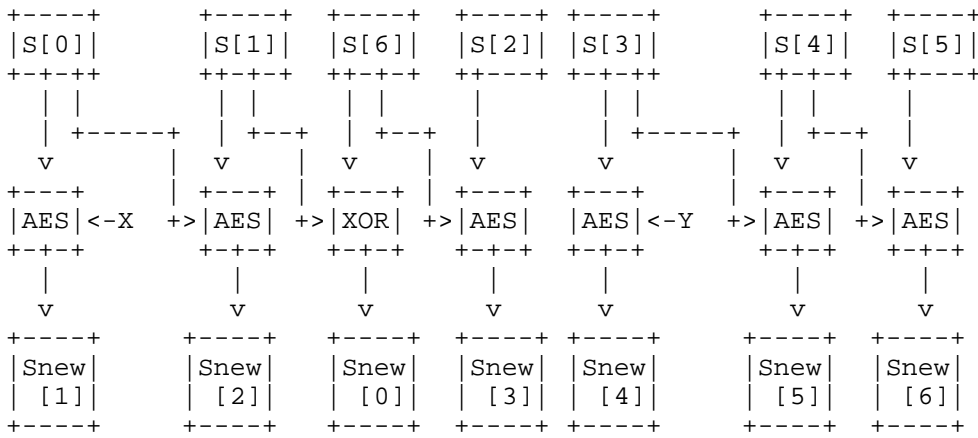 S[0] S[1] S[6] S[2] S[3] S[4] S[5]
AES <-X +> AES +> XOR +> AES AES <-Y +> AES +> AES
Snew Snew Snew Snew Snew Snew Snew
[1] [2] [0] [3] [4] [5] [6]